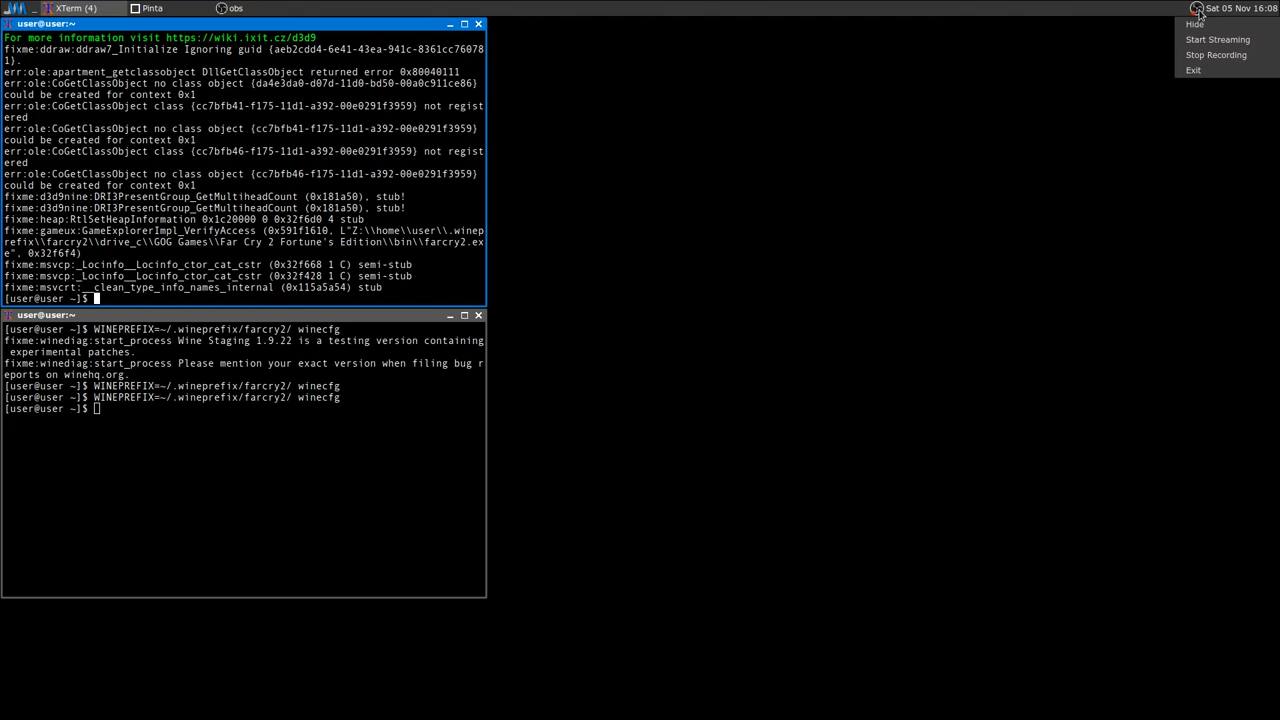 XTerm (4)
Pinta
obs
Sat 05 Nov 16:08
Hide
Start Streaming
Stop Recording
Exit
user@user:~
For more information visit https://wiki.ixit.cz/d3d9
fixme:ddraw:ddraw7_Initialize Ignoring guid {aeb2cdd4-6e41-43ea-941c-8361cc76078
1}.
err:ole:apartment_getclassobject DllGetClassObject returned error 0x80040111
err:ole:CoGetClassObject no class object {da4e3da0-d07d-11d0-bd50-00a0c911ce86}
could be created for context 0x1
err:ole:CoGetClassObject class {cc7bfb41-f175-11d1-a392-00e0291f3959} not regist
ered
err:ole:CoGetClassObject no class object {cc7bfb41-f175-11d1-a392-00e0291f3959}
could be created for context 0x1
err:ole:CoGetClassObject class {cc7bfb46-f175-11d1-a392-00e0291f3959} not regist
ered
err:ole:CoGetClassObject no class object {cc7bfb46-f175-11d1-a392-00e0291f3959}
could be created for context 0x1
fixme:d3d9nine:DRI3PresentGroup_GetMultiheadCount (0x181a50), stub!
fixme:d3d9nine:DRI3PresentGroup_GetMultiheadCount (0x181a50), stub!
fixme:heap:RtlSetHeapInformation 0x1c20000 0 0x32f6d0 4 stub
fixme:gameux:GameExplorerImpl_VerifyAccess (0x591f1610, L"Z:\\home\\user\\.winep
refix\\farcry2\\drive_c\\GOG Games\\Far Cry 2 Fortune's Edition\\bin\\farcry2.ex
e", 0x32f6f4)
fixme:msvcp:_Locinfo__Locinfo_ctor_cat_cstr (0x32f668 1 C) semi-stub
fixme:msvcp:_Locinfo__Locinfo_ctor_cat_cstr (0x32f428 1 C) semi-stub
fixme:msvcrt:__clean_type_info_names_internal (0x115a5a54) stub
[user@user ~]$
user@user:~
[user@user ~]$ WINEPREFIX=~/.wineprefix/farcry2/ winecfg
fixme:winediag:start_process Wine Staging 1.9.22 is a testing version containing
experimental patches.
fixme:winediag:start_process Please mention your exact version when filing bug r
eports on winehq.org.
[user@user ~]$ WINEPREFIX=~/.wineprefix/farcry2/ winecfg
[user@user ~]$ WINEPREFIX=~/.wineprefix/farcry2/ winecfg
[user@user ~]$